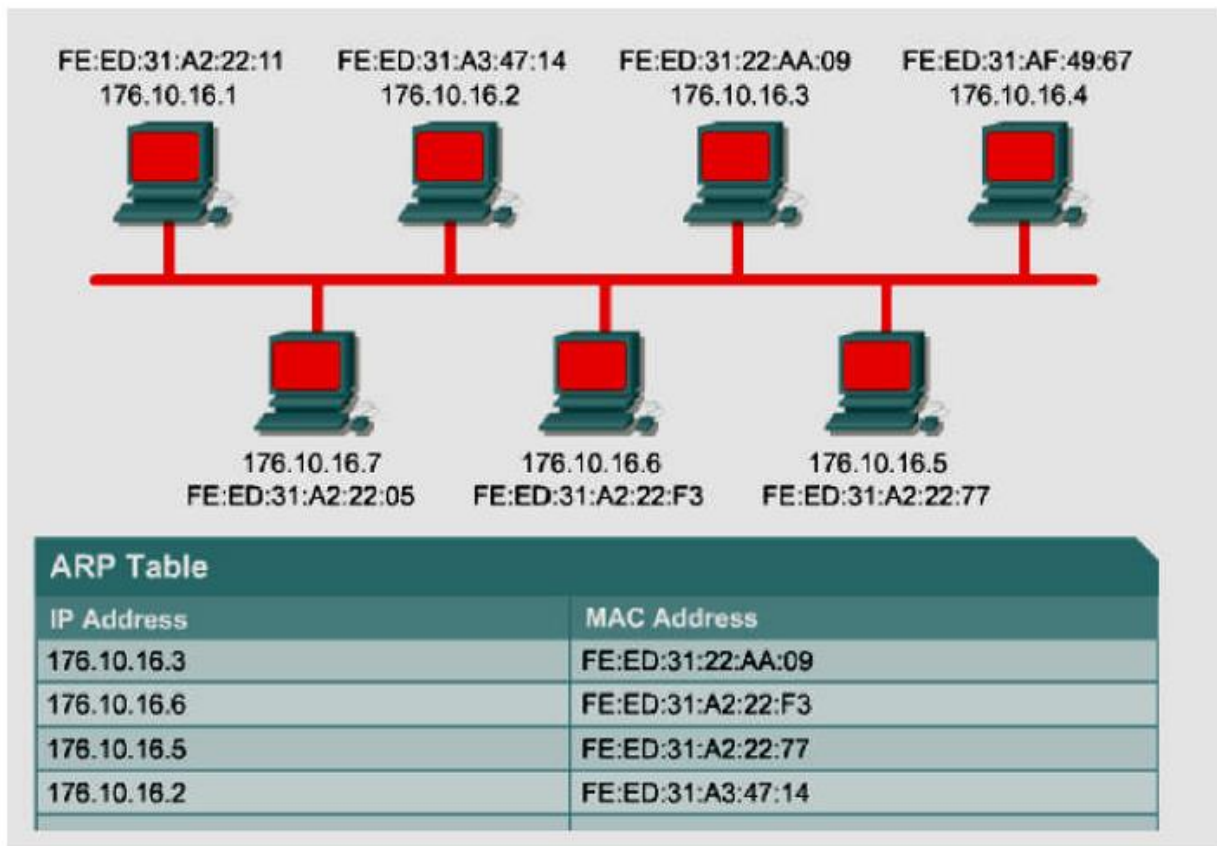 FE:ED:31:A2:22:11 FE:ED:31:A3:47:14 FE:ED:31:22:AA:09 FE:ED:31:AF:49:67
176.10.16.1 176.10.16.2 176.10.16.3 176.10.16.4
176.10.16.7 176.10.16.6 176.10.16.5
FE:ED:31:A2:22:05 FE:ED:31:A2:22:F3 FE:ED:31:A2:22:77
ARP Table
IP Address MAC Address
176.10.16.3 FE:ED:31:22:AA:09
176.10.16.6 FE:ED:31:A2:22:F3
176.10.16.5 FE:ED:31:A2:22:77
176.10.16.2 FE:ED:31:A3:47:14